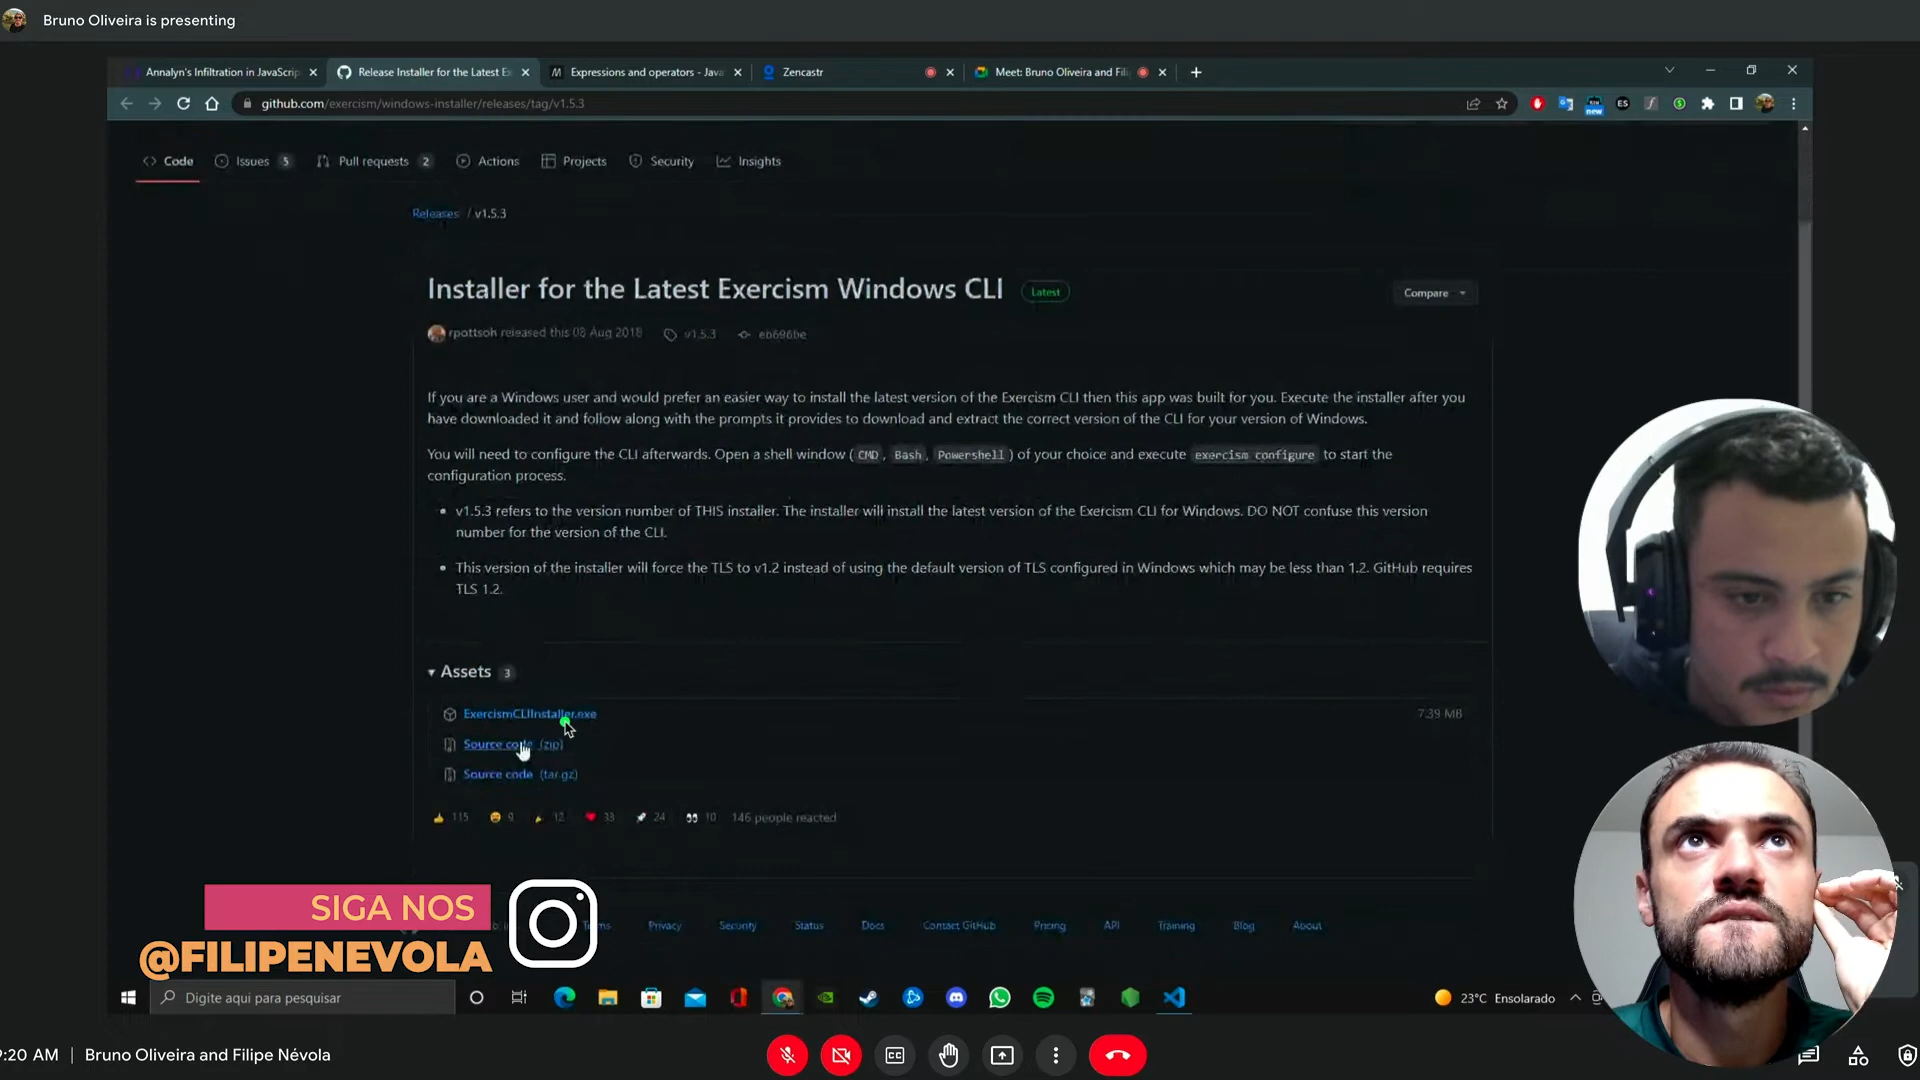 Bruno Oliveira is presenting
Annalyn's Infiltration in JavaScrip
Release Installer for the Latest Ex
Expressions and operators - Java
Zencastr
Meet: Bruno Oliveira and Fili
github.com/exercism/windows-installer/releases/tag/v1.5.3
new
ES
Code
Issues 5
Pull requests 2
Actions
Projects
Security
Insights
Releases / v1.5.3
Installer for the Latest Exercism Windows CLI Latest
Compare
rpottsoh released this 08 Aug 2018 v1.5.3 eb696be
If you are a Windows user and would prefer an easier way to install the latest version of the Exercism CLI then this app was built for you. Execute the installer after you
have downloaded it and follow along with the prompts it provides to download and extract the correct version of the CLI for your version of Windows.
You will need to configure the CLI afterwards. Open a shell window ( CMD , Bash , Powershell ) of your choice and execute exercism configure to start the
configuration process.
• v1.5.3 refers to the version number of THIS installer. The installer will install the latest version of the Exercism CLI for Windows. DO NOT confuse this version
number for the version of the CLI.
• This version of the installer will force the TLS to v1.2 instead of using the default version of TLS configured in Windows which may be less than 1.2. GitHub requires
TLS 1.2.
Assets 3
ExercismCLIInstaller.exe 7.39 MB
Source code (zip)
Source code (tar.gz)
115 9 12 33 24 10 146 people reacted
SIGA NOS
@FILIPENEVOLA
Terms
Privacy
Security
Status
Docs
Contact GitHub
Pricing
API
Training
Blog
About
Digite aqui para pesquisar
23°C Ensolarado
9:20 AM | Bruno Oliveira and Filipe Névola